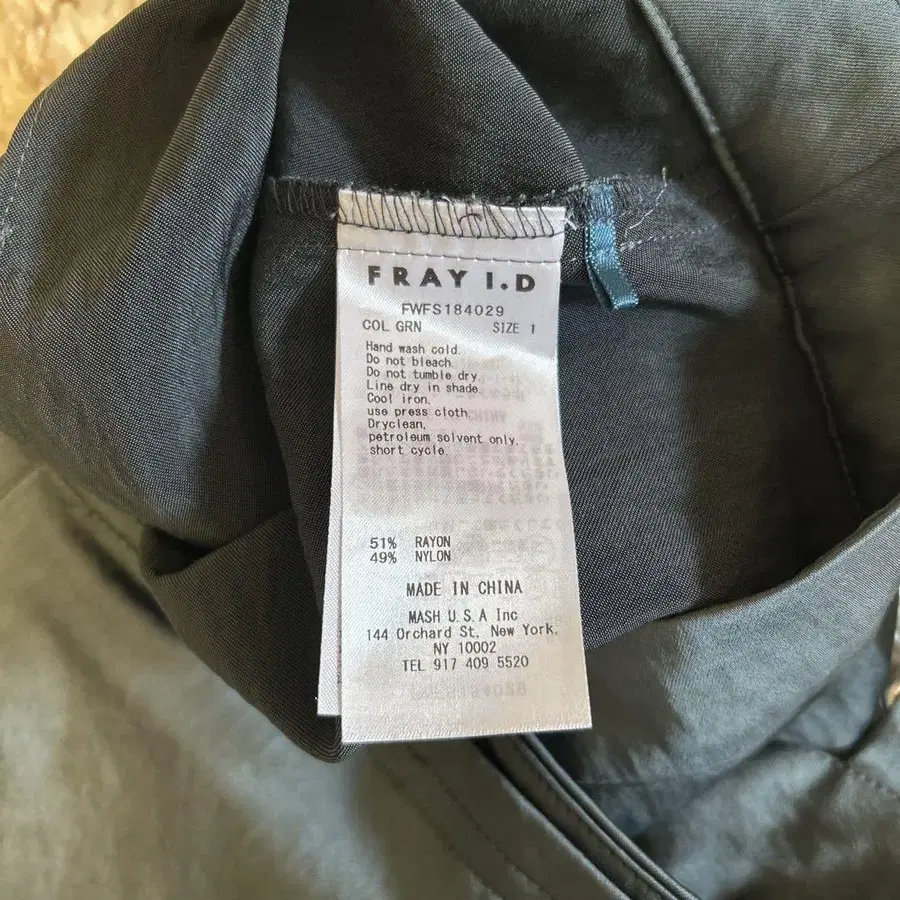 FRAY I.D
FWFS184029
COL GRN SIZE 1
Hand wash cold.
Do not bleach.
Do not tumble dry.
Line dry in shade.
Cool iron.
use press cloth.
Dryclean,
petroleum solvent only.
short cycle.
51% RAYON
49% NYLON
MADE IN CHINA
MASH U.S.A Inc
144 Orchard St, New York,
NY 10002
TEL 917 409 5520